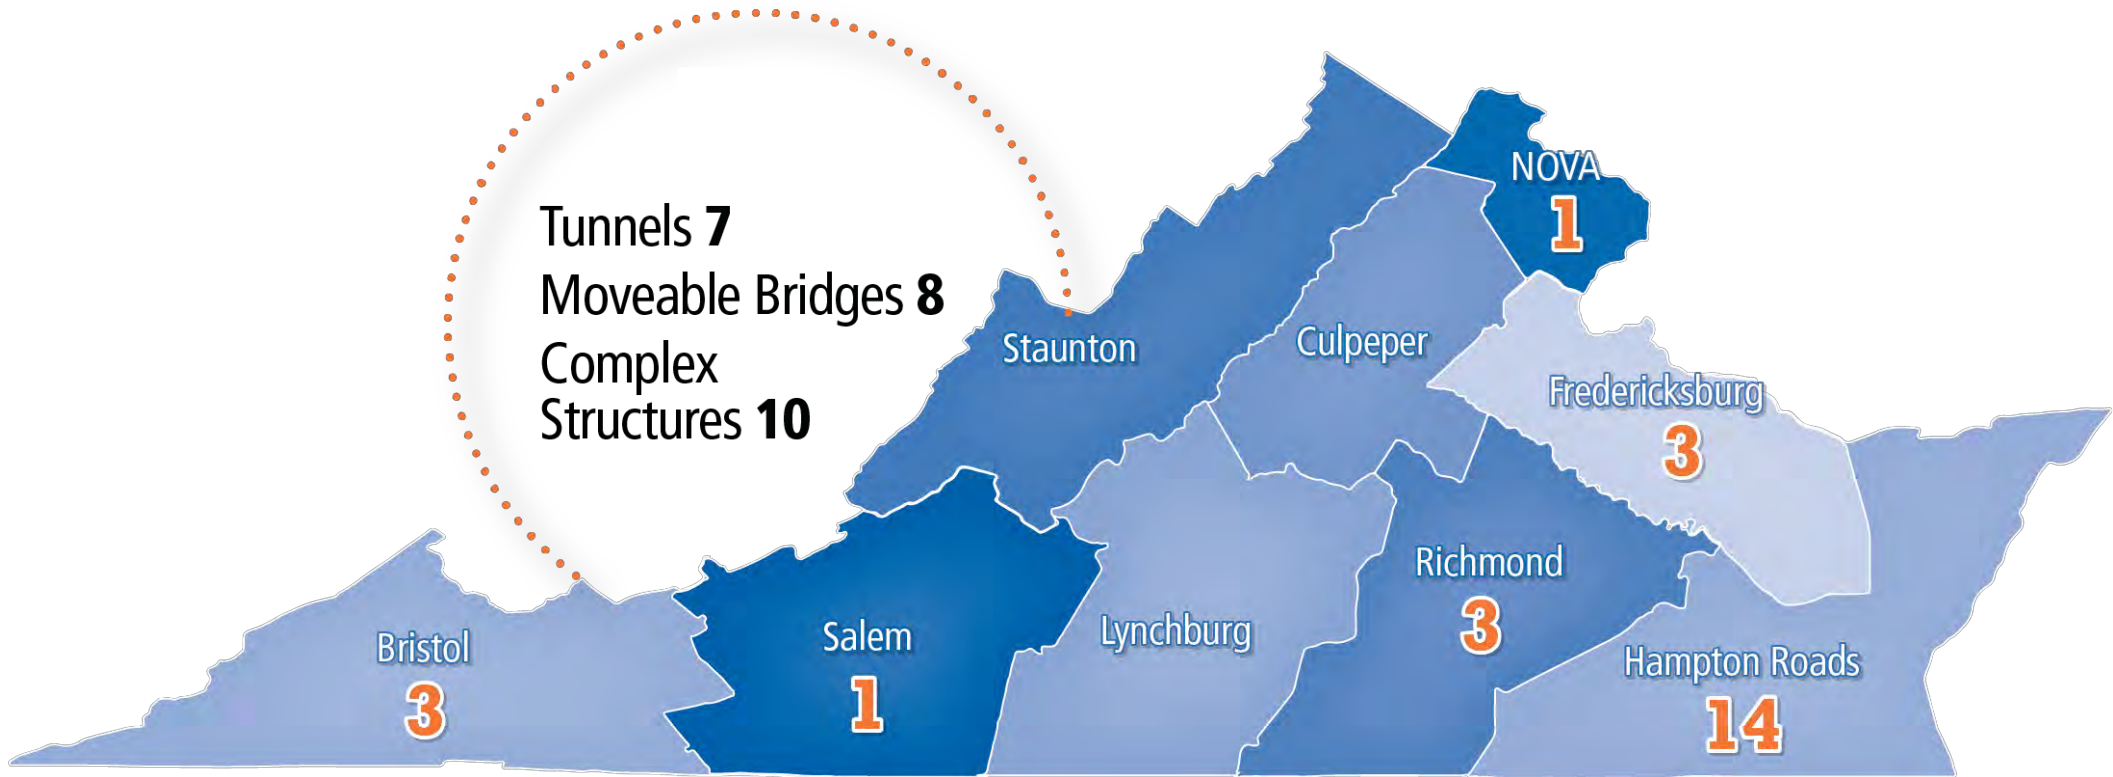 Tunnels 7
Moveable Bridges 8
Complex
Structures 10
NOVA
1
Staunton
Culpeper
Fredericksburg
3
Richmond
3
Bristol
3
Salem
1
Lynchburg
Hampton Roads
14